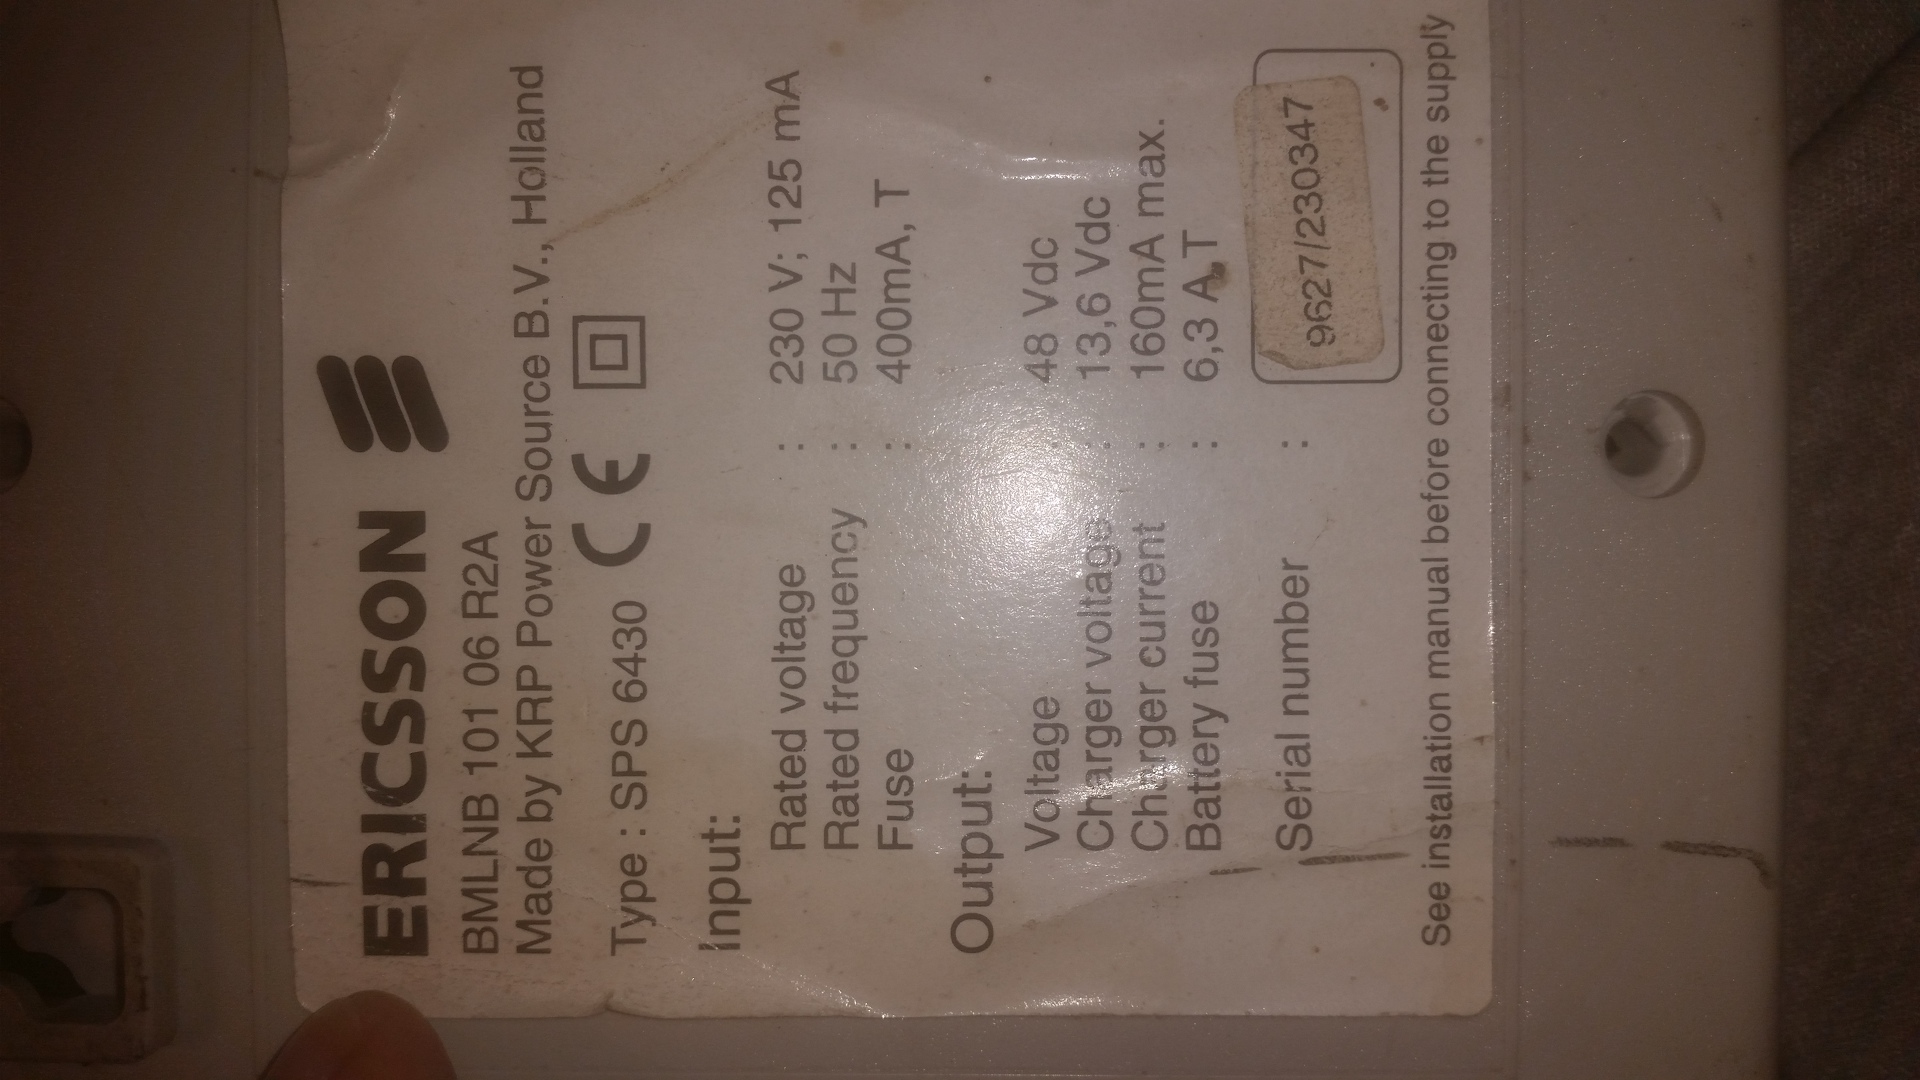 ERICSSON
BMLNB 101 06 R2A
Made by KRP Power Source B.V., Holland
Type : SPS 6430 CE
Input:
Rated voltage : 230 V; 125 mA
Rated frequency : 50 Hz
Fuse : 400mA, T
Output:
Voltage : 48 Vdc
Charger voltage : 13,6 Vdc
Charger current : 160mA max.
Battery fuse : 6,3 A,T
Serial number : 9627/230347
See installation manual before connecting to the supply